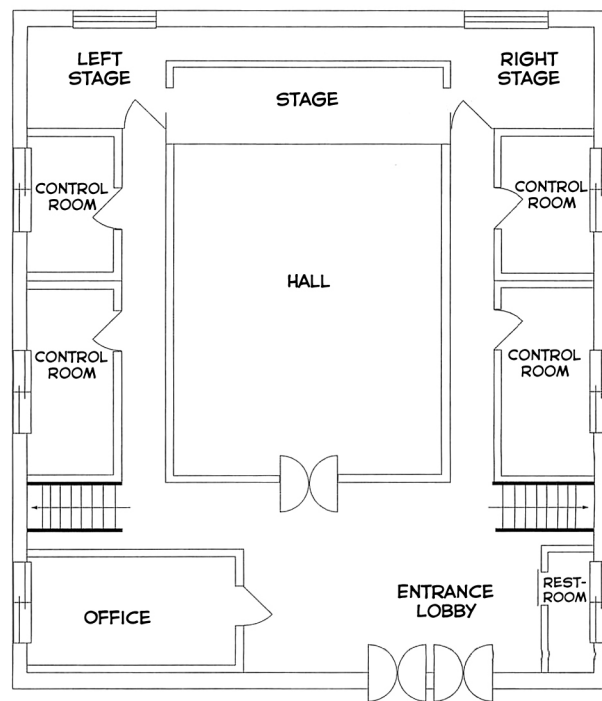 LEFT
STAGE
STAGE
RIGHT
STAGE
CONTROL
ROOM
CONTROL
ROOM
HALL
CONTROL
ROOM
CONTROL
ROOM
OFFICE
ENTRANCE
LOBBY
REST-
ROOM